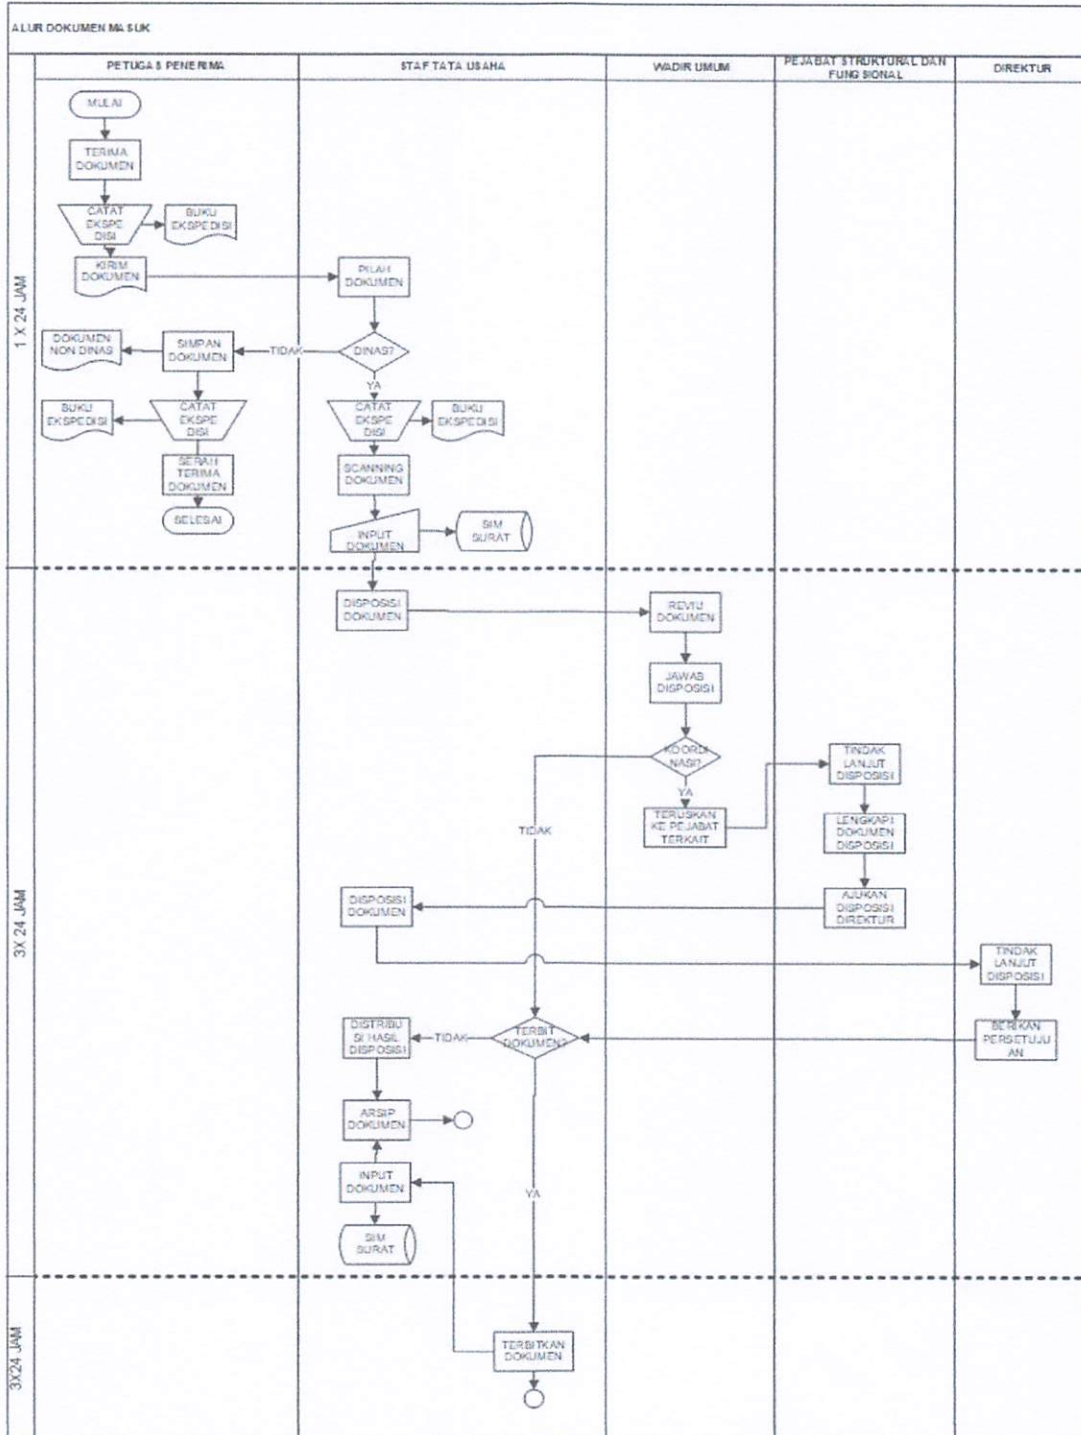 ALUR DOKUMEN MASUK
PETUGAS PENERIMA
STAF TATA USAHA
WADIR UMUM
PEJABAT STRUKTURAL DAN
FUNGSIONAL
DIREKTUR
1 X 24 JAM
MULAI
TERIMA
DOKUMEN
CATAT
EKSPE
DISI
BUKU
EKSPEDISI
KIRIM
DOKUMEN
PILAH
DOKUMEN
DINAS?
TIDAK
SIMPAN
DOKUMEN
DOKUMEN
NON DINAS
YA
BUKU
EKSPEDISI
CATAT
EKSPE
DISI
CATAT
EKSPE
DISI
BUKU
EKSPEDISI
SERAH
TERIMA
DOKUMEN
SCANNING
DOKUMEN
SELESAI
INPUT
DOKUMEN
SIM
SURAT
3X 24 JAM
DISPOSISI
DOKUMEN
REVIU
DOKUMEN
JAWAB
DISPOSISI
KOORDI
NASI?
YA
TERUSKAN
KE PEJABAT
TERKAIT
TINDAK
LANJUT
DISPOSISI
TIDAK
LENGKAPI
DOKUMEN
DISPOSISI
DISPOSISI
DOKUMEN
AJUKAN
DISPOSISI
DIREKTUR
TINDAK
LANJUT
DISPOSISI
BERIKAN
PERSETUJU
AN
DISTRIBU
SI HASIL
DISPOSISI
TIDAK
TERBIT
DOKUMEN?
ARSIP
DOKUMEN
INPUT
DOKUMEN
YA
SIM
SURAT
3X24 JAM
TERBITKAN
DOKUMEN